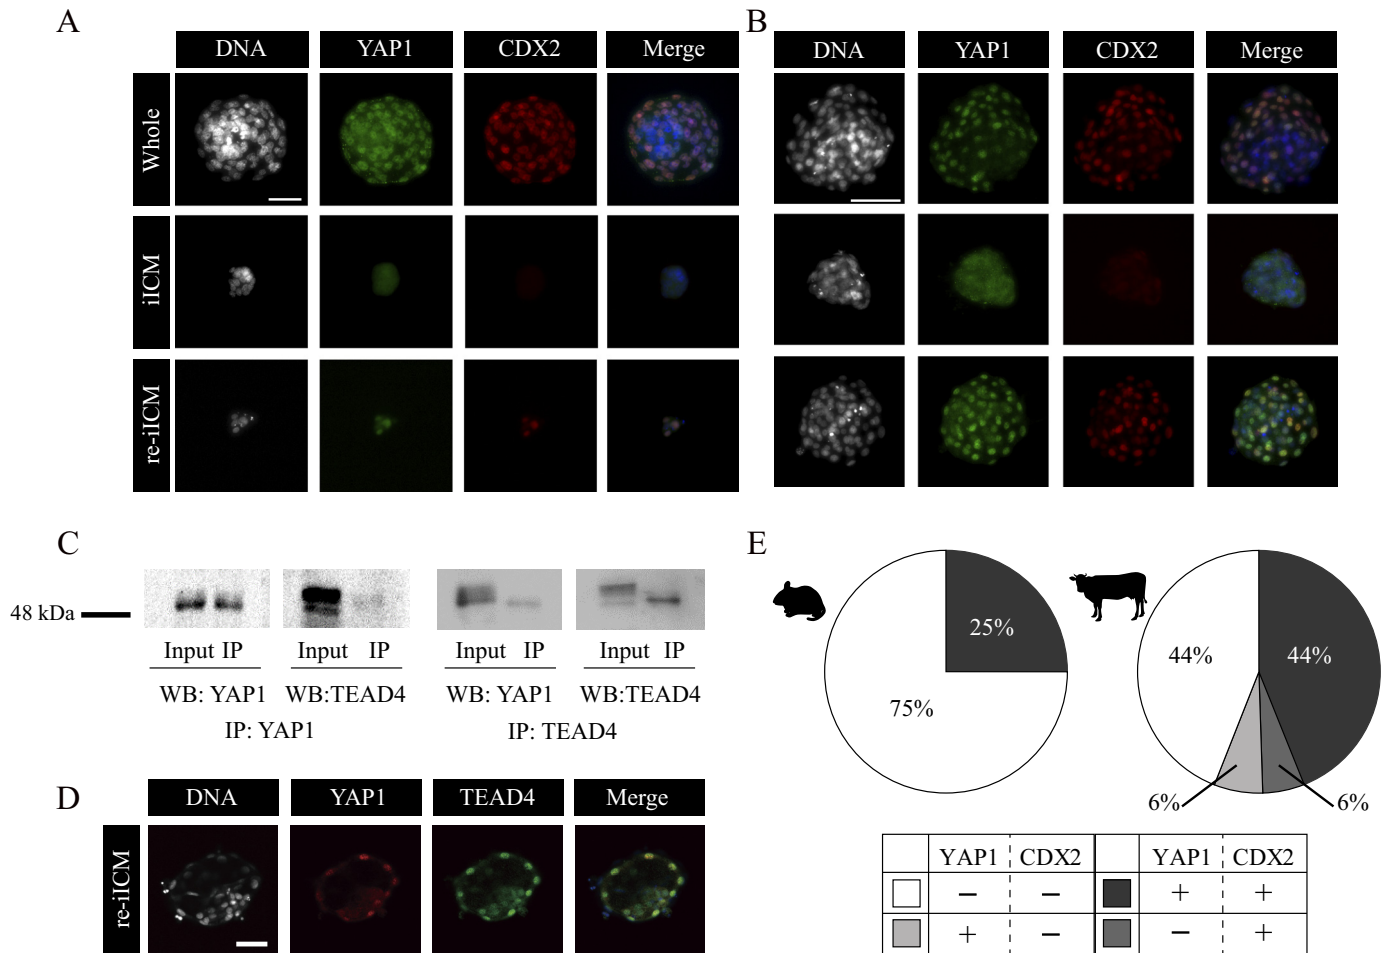 A
DNA YAP1 CDX2 Merge
Whole
iICM
re-iICM
B
DNA YAP1 CDX2 Merge
C
48 kDa
Input IP Input IP Input IP Input IP
WB: YAP1 WB:TEAD4 WB: YAP1 WB:TEAD4
IP: YAP1 IP: TEAD4
D
DNA YAP1 TEAD4 Merge
re-iICM
E
25%
75%
44% 44%
6% 6%
YAP1 CDX2 YAP1 CDX2
− − + +
+ − − +